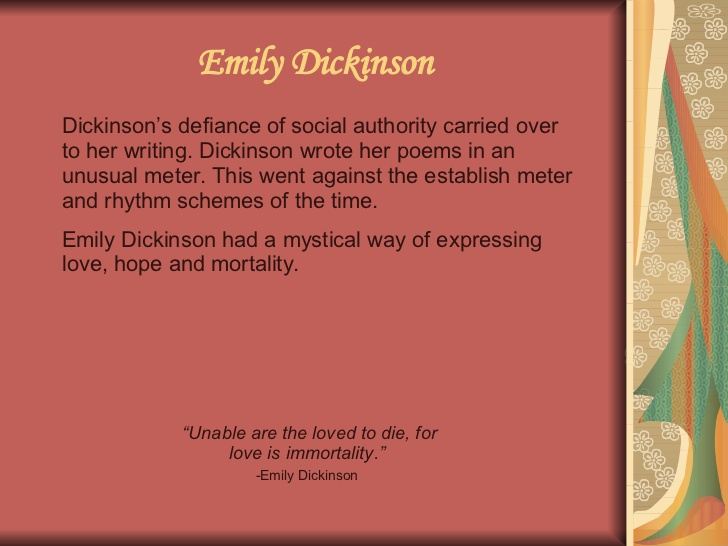 Emily Dickinson
Dickinson’s defiance of social authority carried over
to her writing. Dickinson wrote her poems in an
unusual meter. This went against the establish meter
and rhythm schemes of the time.
Emily Dickinson had a mystical way of expressing
love, hope and mortality.
“Unable are the loved to die, for
love is immortality.”
-Emily Dickinson